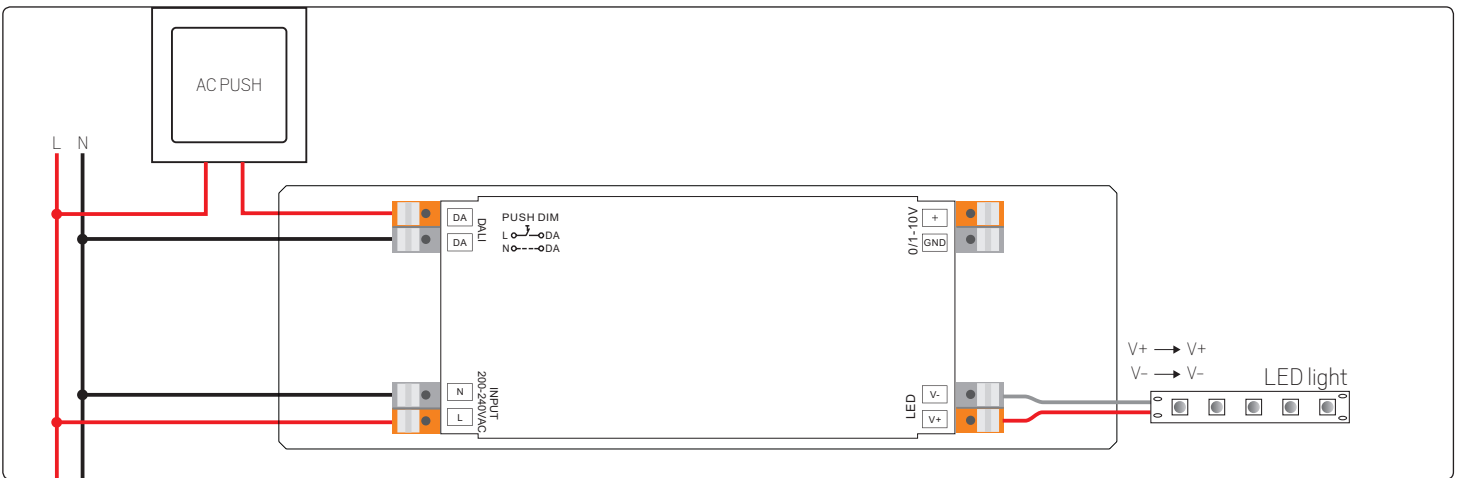 AC PUSH
L N
DA
DA
DALI
PUSH DIM
L DA
N DA
0/1-10V
+
GND
N
L
INPUT
200-240VAC
LED
V-
V+
V+ → V+
V- → V-
LED light